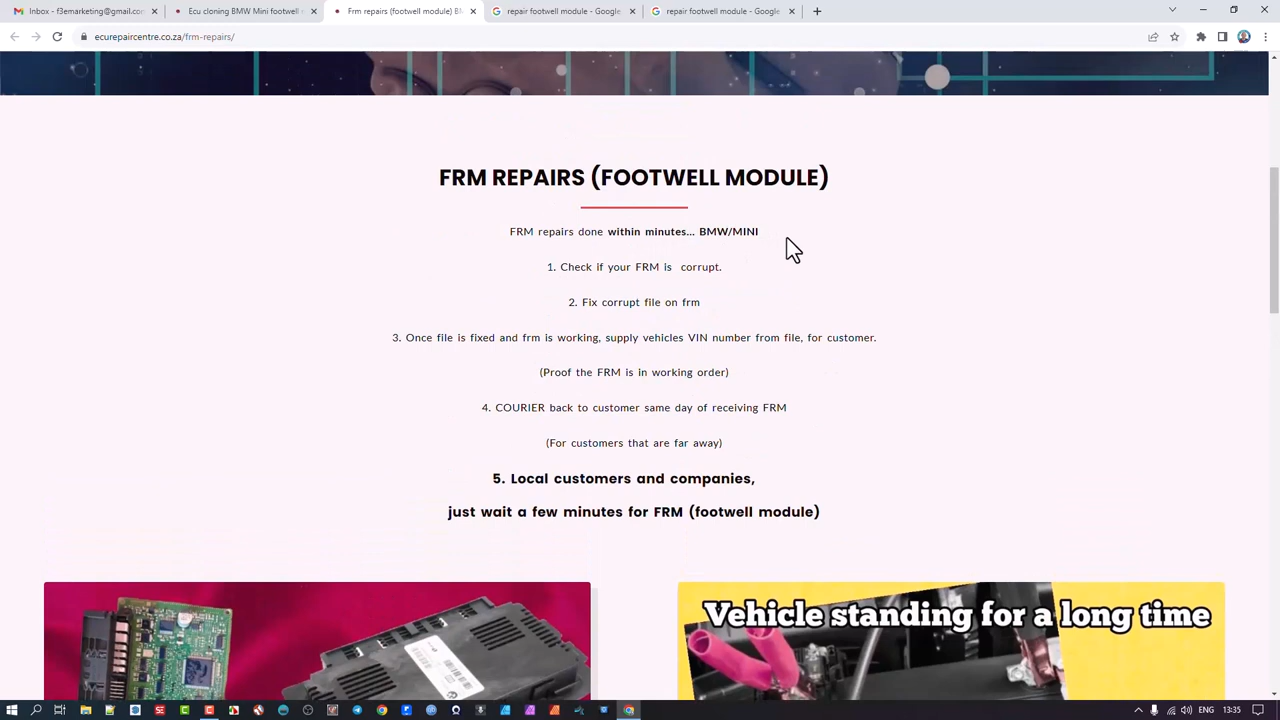 Inbox - f3emarketing@gmail.com
Ecu cloning BMW Mini footwell m
Frm repairs (footwell module) BM
repair footwell module - Google
repair footwell module - Google
ecurepaircentre.co.za/frm-repairs/
FRM REPAIRS (FOOTWELL MODULE)
FRM repairs done within minutes... BMW/MINI
1. Check if your FRM is corrupt.
2. Fix corrupt file on frm
3. Once file is fixed and frm is working, supply vehicles VIN number from file, for customer.
(Proof the FRM is in working order)
4. COURIER back to customer same day of receiving FRM
(For customers that are far away)
5. Local customers and companies,
just wait a few minutes for FRM (footwell module)
Vehicle standing for a long time
ENG
13:35